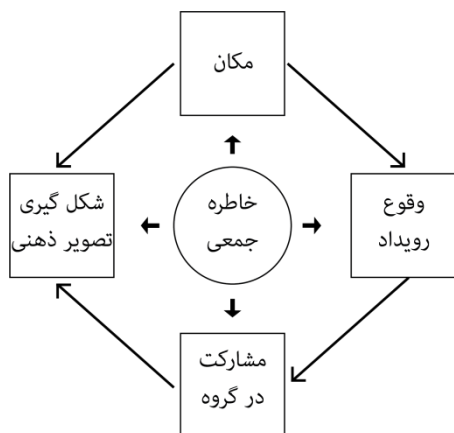 مکان
شکل گیری
تصویر ذهنی
خاطره
جمعی
وقوع
رویداد
مشارکت
در گروه